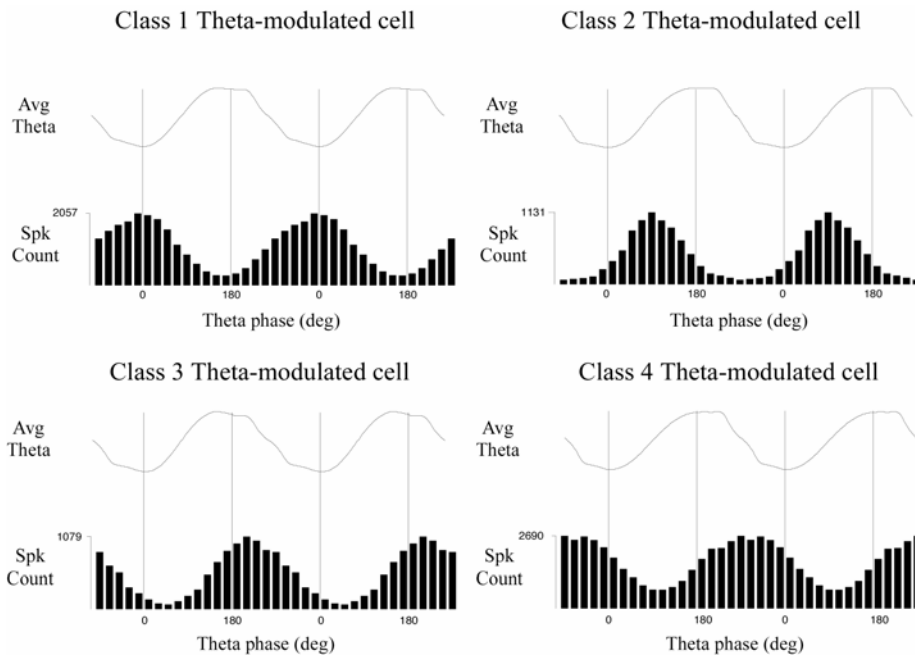 Class 1 Theta-modulated cell
Avg
Theta
2057
Spk
Count
0 180 0 180
Theta phase (deg)
Class 2 Theta-modulated cell
Avg
Theta
1131
Spk
Count
0 180 0 180
Theta phase (deg)
Class 3 Theta-modulated cell
Avg
Theta
1079
Spk
Count
0 180 0 180
Theta phase (deg)
Class 4 Theta-modulated cell
Avg
Theta
2690
Spk
Count
0 180 0 180
Theta phase (deg)